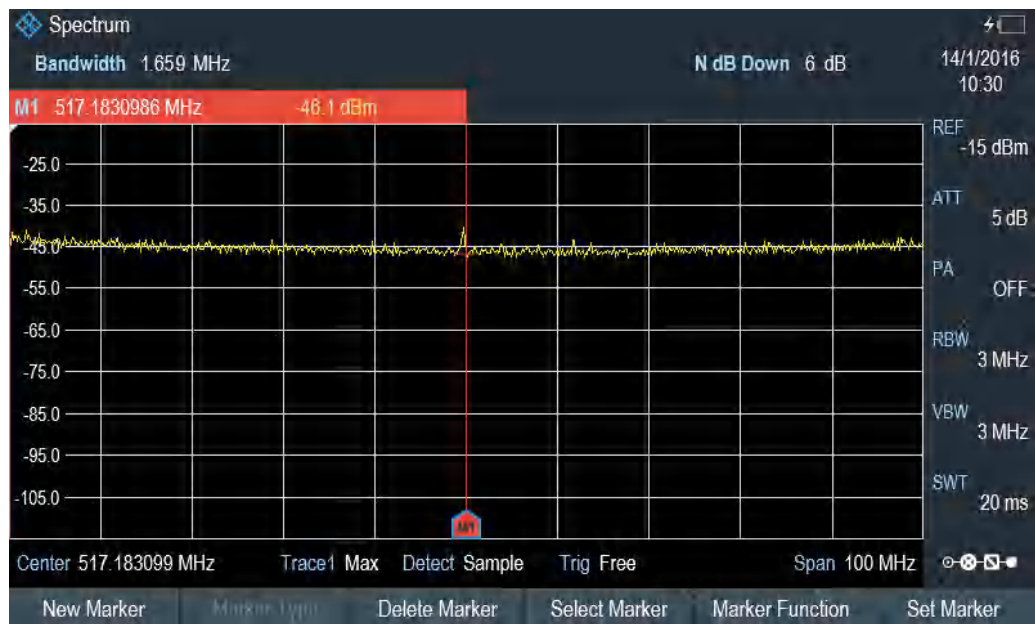 Spectrum
Bandwidth 1.659 MHz
N dB Down 6 dB
14/1/2016
10:30
M1 517.1830986 MHz -46.1 dBm
REF
-15 dBm
ATT
5 dB
PA
OFF
RBW
3 MHz
VBW
3 MHz
SWT
20 ms
-25.0
-35.0
-45.0
-55.0
-65.0
-75.0
-85.0
-95.0
-105.0
M1
Center 517.183099 MHz Trace1 Max Detect Sample Trig Free Span 100 MHz
New Marker Marker Type Delete Marker Select Marker Marker Function Set Marker